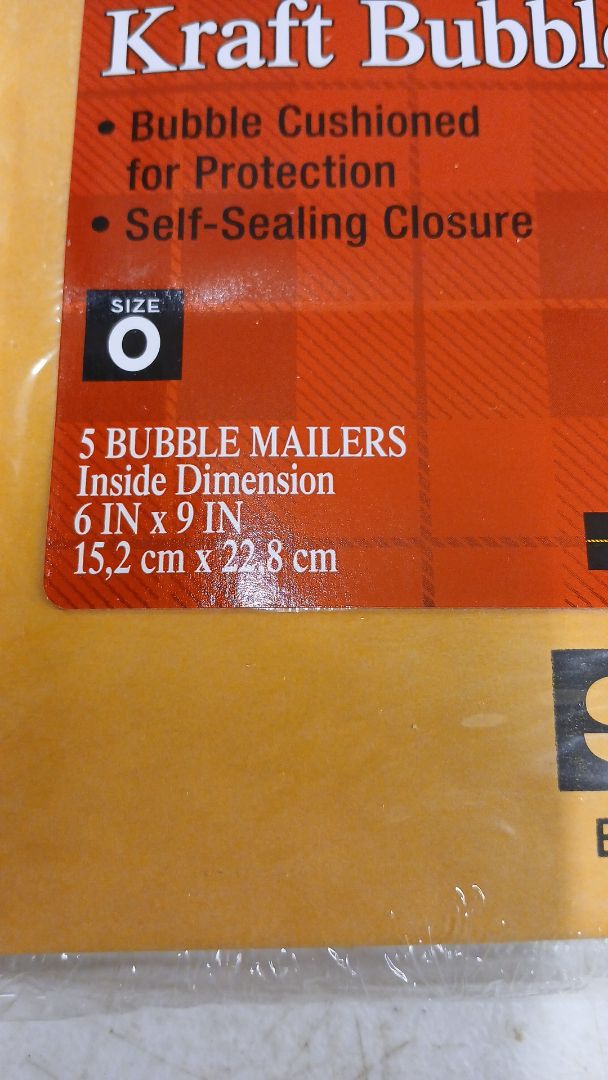 Kraft Bubble
• Bubble Cushioned
for Protection
• Self-Sealing Closure
SIZE
0
5 BUBBLE MAILERS
Inside Dimension
6 IN x 9 IN
15,2 cm x 22,8 cm